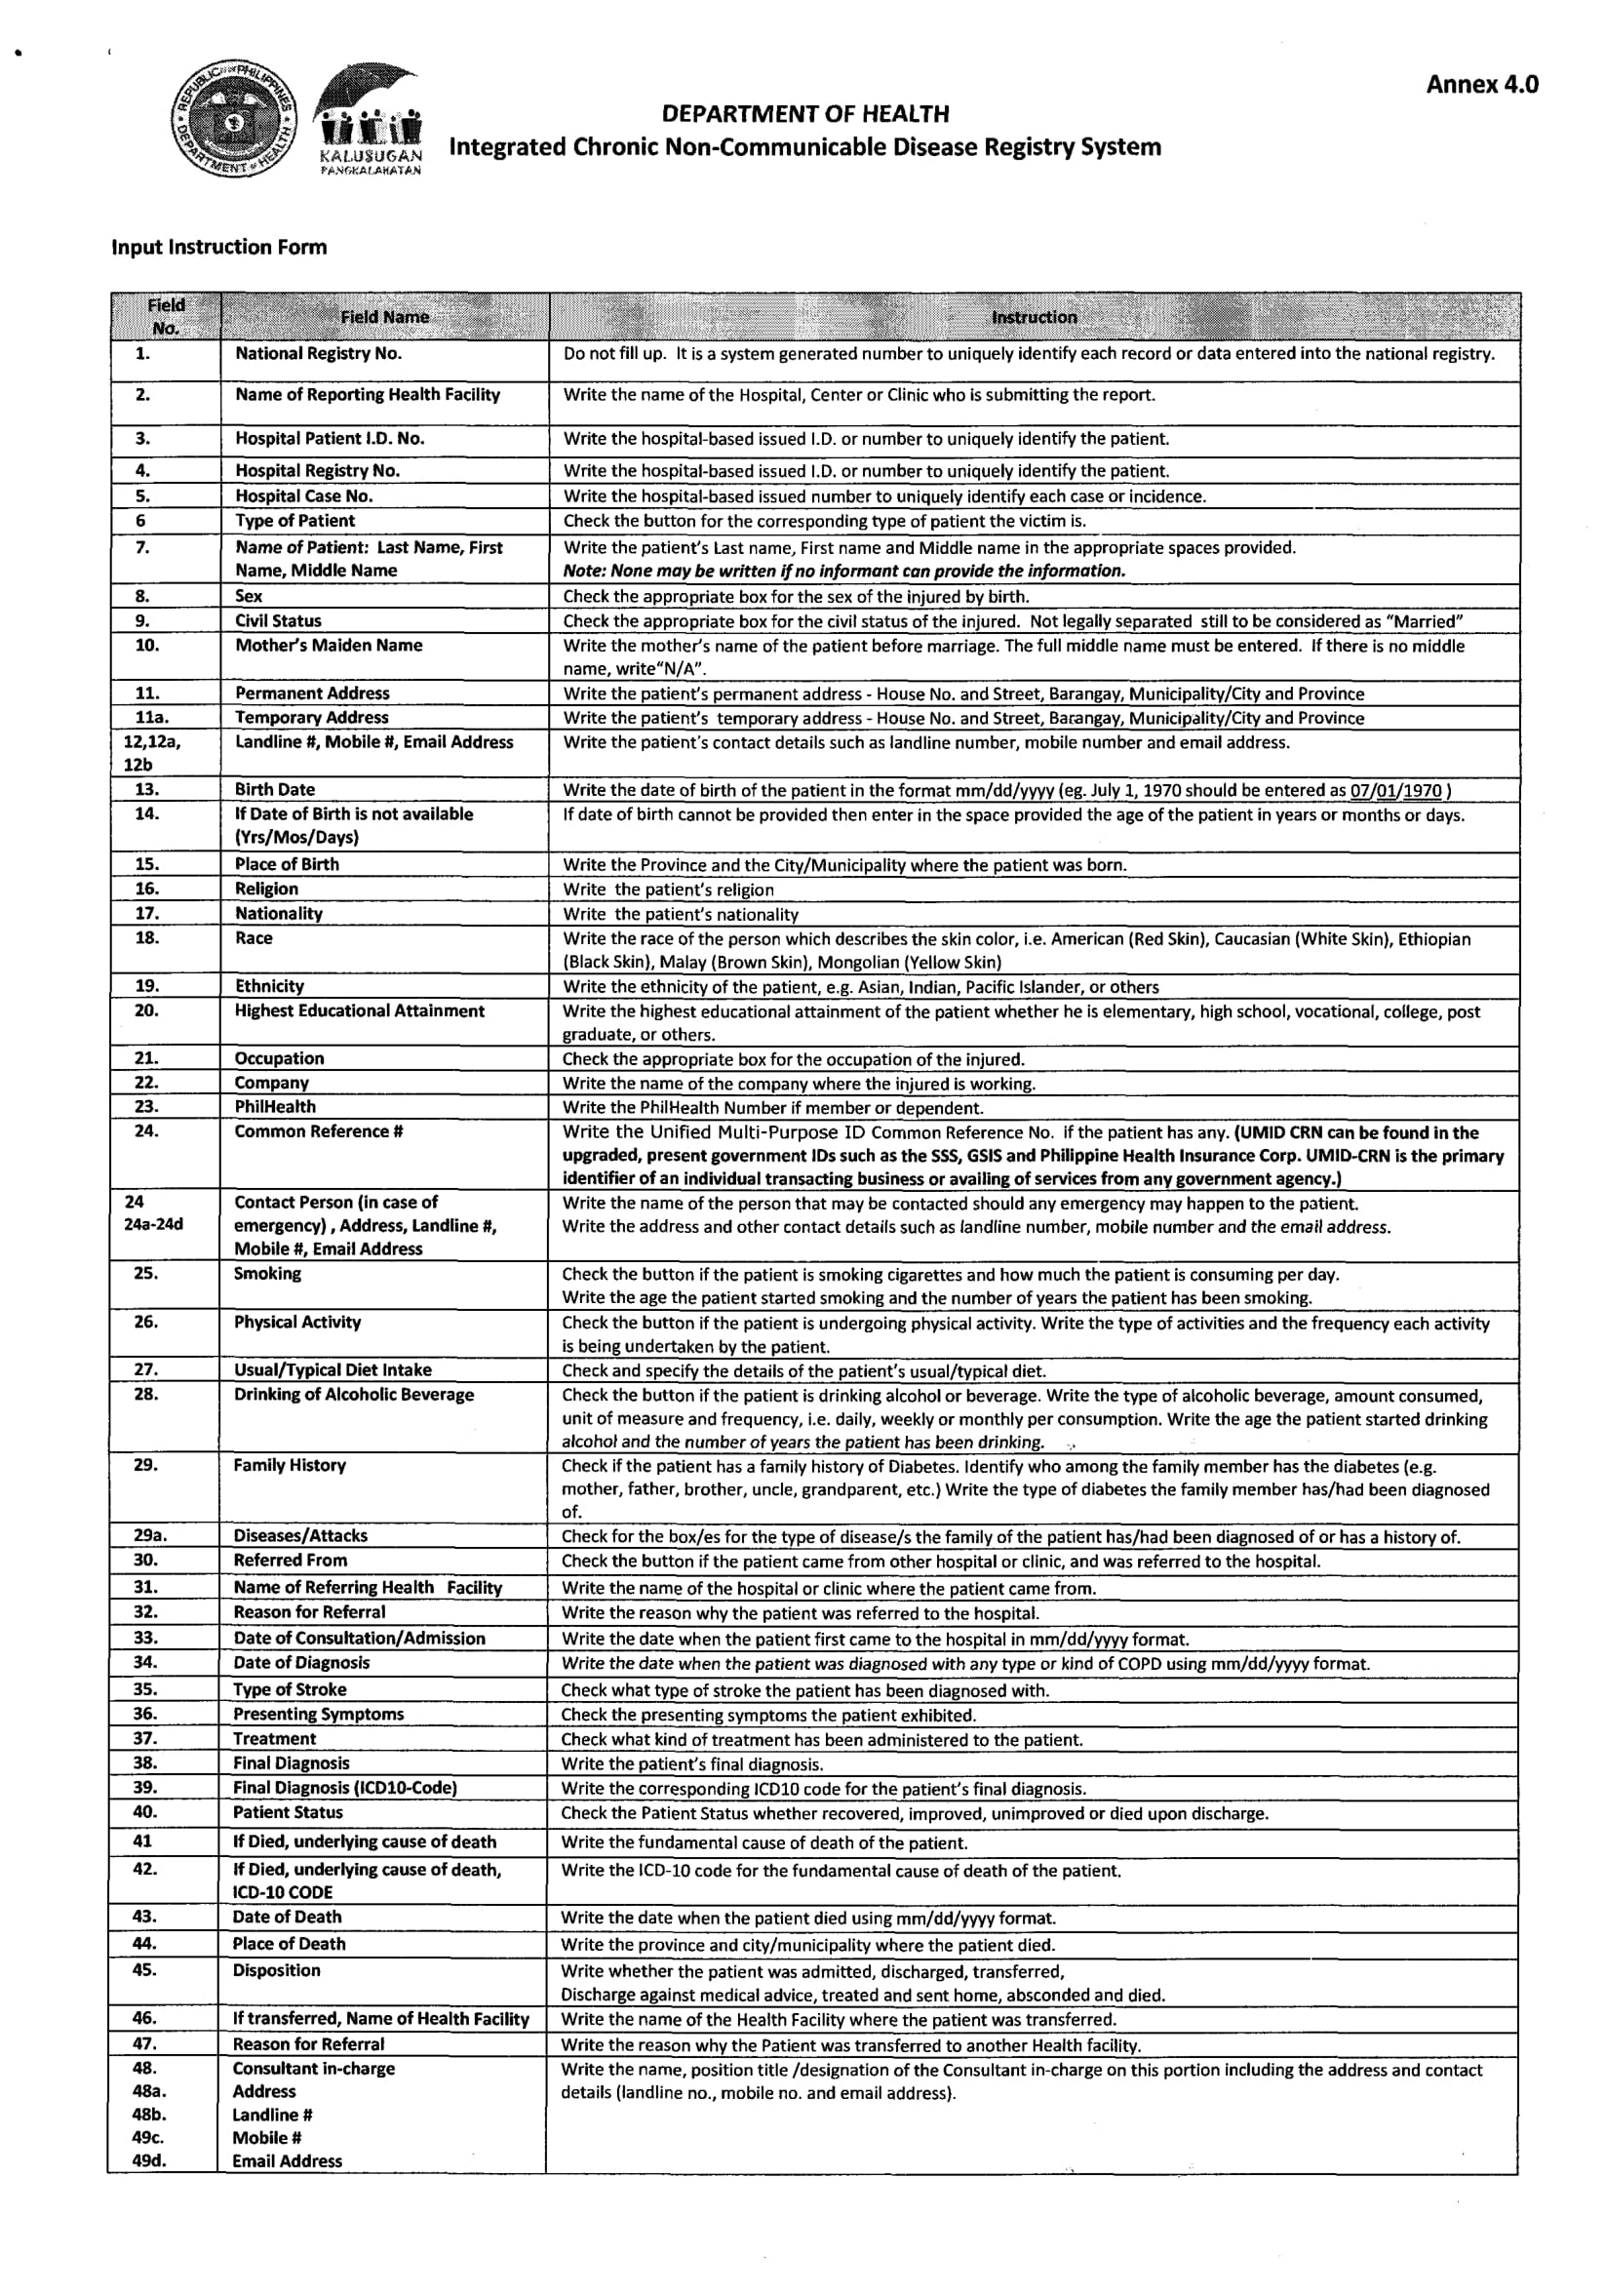 Annex 4.0
REPUBLIC OF THE PHILIPPINES
DEPARTMENT OF HEALTH
KALUSUGAN
PANGKALAHATAN
DEPARTMENT OF HEALTH
Integrated Chronic Non-Communicable Disease Registry System
Input Instruction Form
Field No. Field Name Instruction
1. National Registry No. Do not fill up. It is a system generated number to uniquely identify each record or data entered into the national registry.
2. Name of Reporting Health Facility Write the name of the Hospital, Center or Clinic who is submitting the report.
3. Hospital Patient I.D. No. Write the hospital-based issued I.D. or number to uniquely identify the patient.
4. Hospital Registry No. Write the hospital-based issued I.D. or number to uniquely identify the patient.
5. Hospital Case No. Write the hospital-based issued number to uniquely identify each case or incidence.
6 Type of Patient Check the button for the corresponding type of patient the victim is.
7. Name of Patient: Last Name, First Write the patient's Last name, First name and Middle name in the appropriate spaces provided.
Name, Middle Name Note: None may be written if no informant can provide the information.
8. Sex Check the appropriate box for the sex of the injured by birth.
9. Civil Status Check the appropriate box for the civil status of the injured. Not legally separated still to be considered as "Married"
10. Mother's Maiden Name Write the mother's name of the patient before marriage. The full middle name must be entered. If there is no middle
name, write"N/A".
11. Permanent Address Write the patient's permanent address - House No. and Street, Barangay, Municipality/City and Province
11a. Temporary Address Write the patient's temporary address - House No. and Street, Barangay, Municipality/City and Province
12,12a, Landline #, Mobile #, Email Address Write the patient's contact details such as landline number, mobile number and email address.
12b
13. Birth Date Write the date of birth of the patient in the format mm/dd/yyyy (eg. July 1, 1970 should be entered as 07/01/1970 )
14. If Date of Birth is not available If date of birth cannot be provided then enter in the space provided the age of the patient in years or months or days.
(Yrs/Mos/Days)
15. Place of Birth Write the Province and the City/Municipality where the patient was born.
16. Religion Write the patient's religion
17. Nationality Write the patient's nationality
18. Race Write the race of the person which describes the skin color, i.e. American (Red Skin), Caucasian (White Skin), Ethiopian
(Black Skin), Malay (Brown Skin), Mongolian (Yellow Skin)
19. Ethnicity Write the ethnicity of the patient, e.g. Asian, Indian, Pacific Islander, or others
20. Highest Educational Attainment Write the highest educational attainment of the patient whether he is elementary, high school, vocational, college, post
graduate, or others.
21. Occupation Check the appropriate box for the occupation of the injured.
22. Company Write the name of the company where the injured is working.
23. PhilHealth Write the PhilHealth Number if member or dependent.
24. Common Reference # Write the Unified Multi-Purpose ID Common Reference No. if the patient has any. (UMID CRN can be found in the
upgraded, present government IDs such as the SSS, GSIS and Philippine Health Insurance Corp. UMID-CRN is the primary
identifier of an individual transacting business or availing of services from any government agency.)
24 Contact Person (in case of Write the name of the person that may be contacted should any emergency may happen to the patient.
24a-24d emergency) , Address, Landline #, Write the address and other contact details such as landline number, mobile number and the email address.
Mobile #, Email Address
25. Smoking Check the button if the patient is smoking cigarettes and how much the patient is consuming per day.
Write the age the patient started smoking and the number of years the patient has been smoking.
26. Physical Activity Check the button if the patient is undergoing physical activity. Write the type of activities and the frequency each activity
is being undertaken by the patient.
27. Usual/Typical Diet Intake Check and specify the details of the patient's usual/typical diet.
28. Drinking of Alcoholic Beverage Check the button if the patient is drinking alcohol or beverage. Write the type of alcoholic beverage, amount consumed,
unit of measure and frequency, i.e. daily, weekly or monthly per consumption. Write the age the patient started drinking
alcohol and the number of years the patient has been drinking.
29. Family History Check if the patient has a family history of Diabetes. Identify who among the family member has the diabetes (e.g.
mother, father, brother, uncle, grandparent, etc.) Write the type of diabetes the family member has/had been diagnosed
of.
29a. Diseases/Attacks Check for the box/es for the type of disease/s the family of the patient has/had been diagnosed of or has a history of.
30. Referred From Check the button if the patient came from other hospital or clinic, and was referred to the hospital.
31. Name of Referring Health Facility Write the name of the hospital or clinic where the patient came from.
32. Reason for Referral Write the reason why the patient was referred to the hospital.
33. Date of Consultation/Admission Write the date when the patient first came to the hospital in mm/dd/yyyy format.
34. Date of Diagnosis Write the date when the patient was diagnosed with any type or kind of COPD using mm/dd/yyyy format.
35. Type of Stroke Check what type of stroke the patient has been diagnosed with.
36. Presenting Symptoms Check the presenting symptoms the patient exhibited.
37. Treatment Check what kind of treatment has been administered to the patient.
38. Final Diagnosis Write the patient's final diagnosis.
39. Final Diagnosis (ICD10-Code) Write the corresponding ICD10 code for the patient's final diagnosis.
40. Patient Status Check the Patient Status whether recovered, improved, unimproved or died upon discharge.
41 If Died, underlying cause of death Write the fundamental cause of death of the patient.
42. If Died, underlying cause of death, Write the ICD-10 code for the fundamental cause of death of the patient.
ICD-10 CODE
43. Date of Death Write the date when the patient died using mm/dd/yyyy format.
44. Place of Death Write the province and city/municipality where the patient died.
45. Disposition Write whether the patient was admitted, discharged, transferred,
Discharge against medical advice, treated and sent home, absconded and died.
46. If transferred, Name of Health Facility Write the name of the Health Facility where the patient was transferred.
47. Reason for Referral Write the reason why the Patient was transferred to another Health facility.
48. Consultant in-charge Write the name, position title /designation of the Consultant in-charge on this portion including the address and contact
48a. Address details (landline no., mobile no. and email address).
48b. Landline #
49c. Mobile #
49d. Email Address